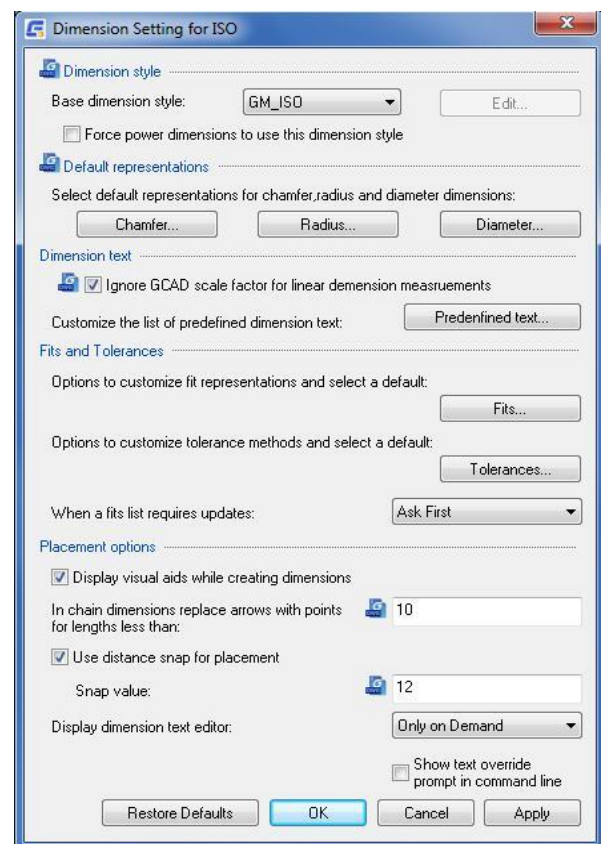 Dimension Setting for ISO
Dimension style
Base dimension style: GM_ISO Edit...
Force power dimensions to use this dimension style
Default representations
Select default representations for chamfer,radius and diameter dimensions:
Chamfer... Radius... Diameter...
Dimension text
Ignore GCAD scale factor for linear demension measruements
Customize the list of predefined dimension text: Predenfined text...
Fits and Tolerances
Options to customize fit representations and select a default:
Fits...
Options to customize tolerance methods and select a default:
Tolerances...
When a fits list requires updates: Ask First
Placement options
Display visual aids while creating dimensions
In chain dimensions replace arrows with points 10
for lengths less than:
Use distance snap for placement
Snap value: 12
Display dimension text editor: Only on Demand
Show text override
prompt in command line
Restore Defaults OK Cancel Apply